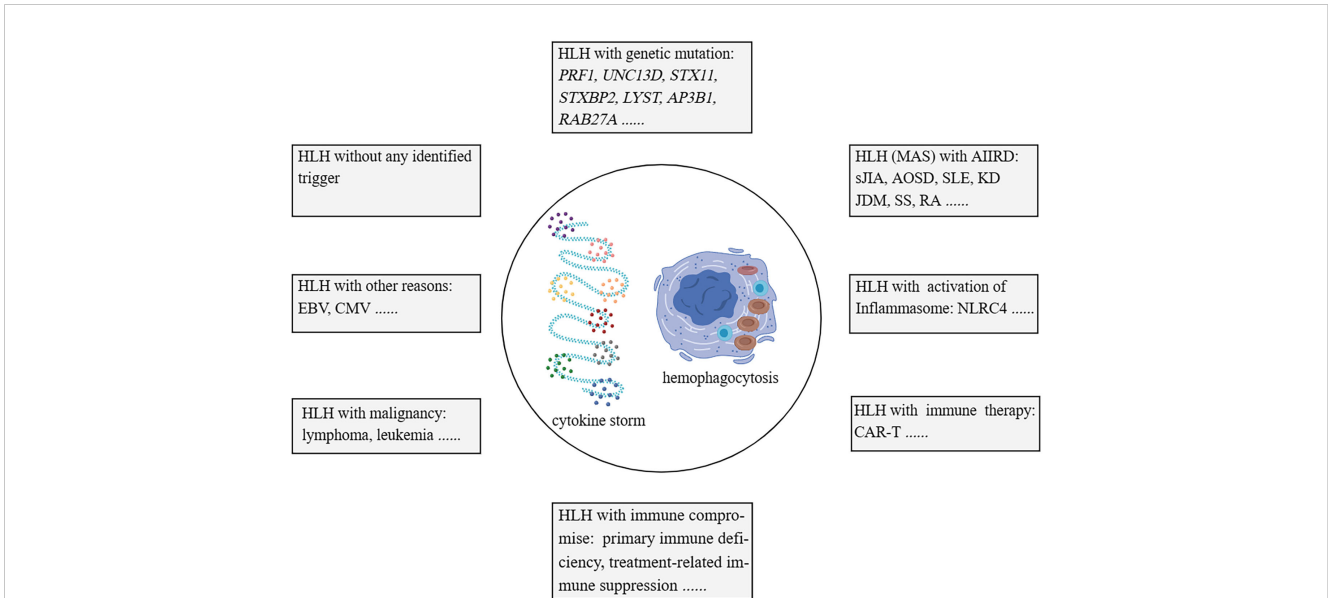 HLH with genetic mutation:
PRF1, UNC13D, STX11,
STXBP2, LYST, AP3B1,
RAB27A ......
HLH without any identified
trigger
HLH (MAS) with AIIRD:
sJIA, AOSD, SLE, KD
JDM, SS, RA ......
HLH with other reasons:
EBV, CMV ......
HLH with activation of
Inflammasome: NLRC4 ......
hemophagocytosis
cytokine storm
HLH with malignancy:
lymphoma, leukemia ......
HLH with immune therapy:
CAR-T ......
HLH with immune compro-
mise: primary immune defi-
ciency, treatment-related im-
mune suppression ......